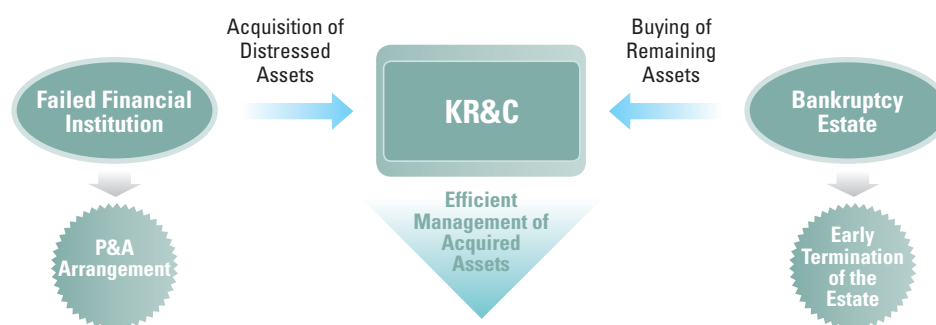 Acquisition of
Distressed
Assets
Buying of
Remaining
Assets
Failed Financial
Institution
KR&C
Bankruptcy
Estate
P&A
Arrangement
Efficient
Management of
Acquired
Assets
Early
Termination
of the
Estate